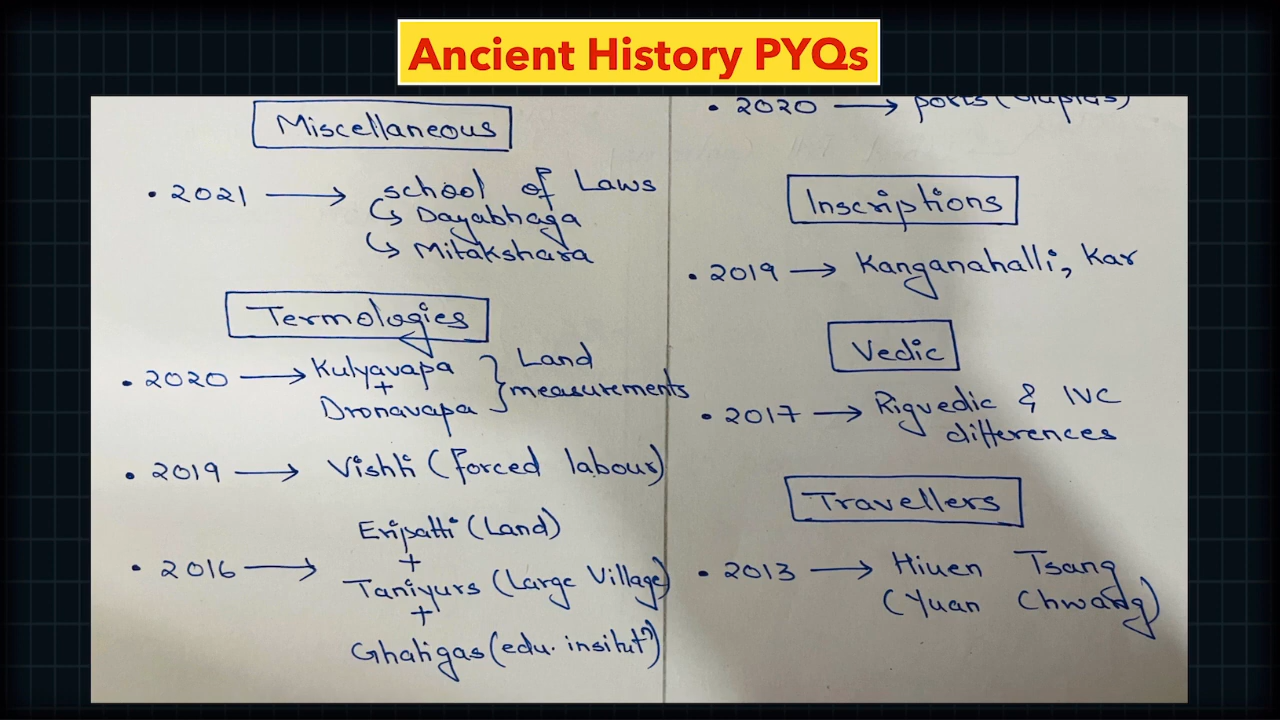 Ancient History PYQs
Miscellaneous
• 2021 → school of Laws
↳ Dayabhaga
↳ Mitakshara
Termologies
• 2020 → Kulyavapa
+
Dronavapa
} Land
measurements
• 2019 → Vishti (forced labour)
• 2016 →
Eripatti (Land)
+
Taniyurs (Large Village)
+
Ghatigas (edu. insitutn)
• 2020 → ports (
Inscriptions
• 2019 → Kanganahalli, Kar
Vedic
• 2017 → Rigvedic & IVC
differences
Travellers
• 2013 → Hiuen Tsang
(Yuan Chwang)